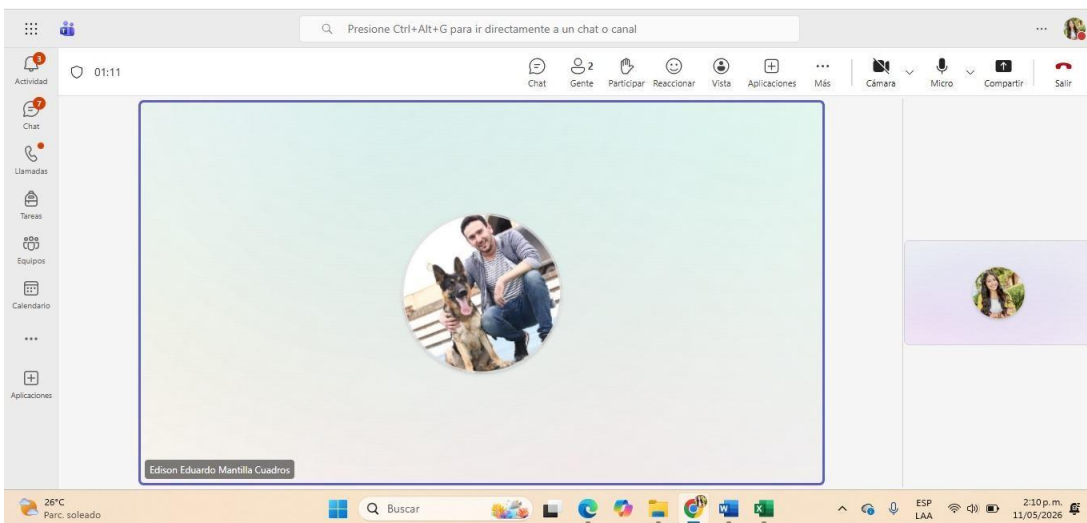 Presione Ctrl+Alt+G para ir directamente a un chat o canal
3
Actividad
01:11
Chat
2
Gente
Participar
Reaccionar
Vista
Aplicaciones
Más
Cámara
Micro
Compartir
Salir
7
Chat
Llamadas
Tareas
Equipos
Calendario
Aplicaciones
Edison Eduardo Mantilla Cuadros
26°C
Parc. soleado
Buscar
ESP
LAA
2:10 p.m.
11/05/2026